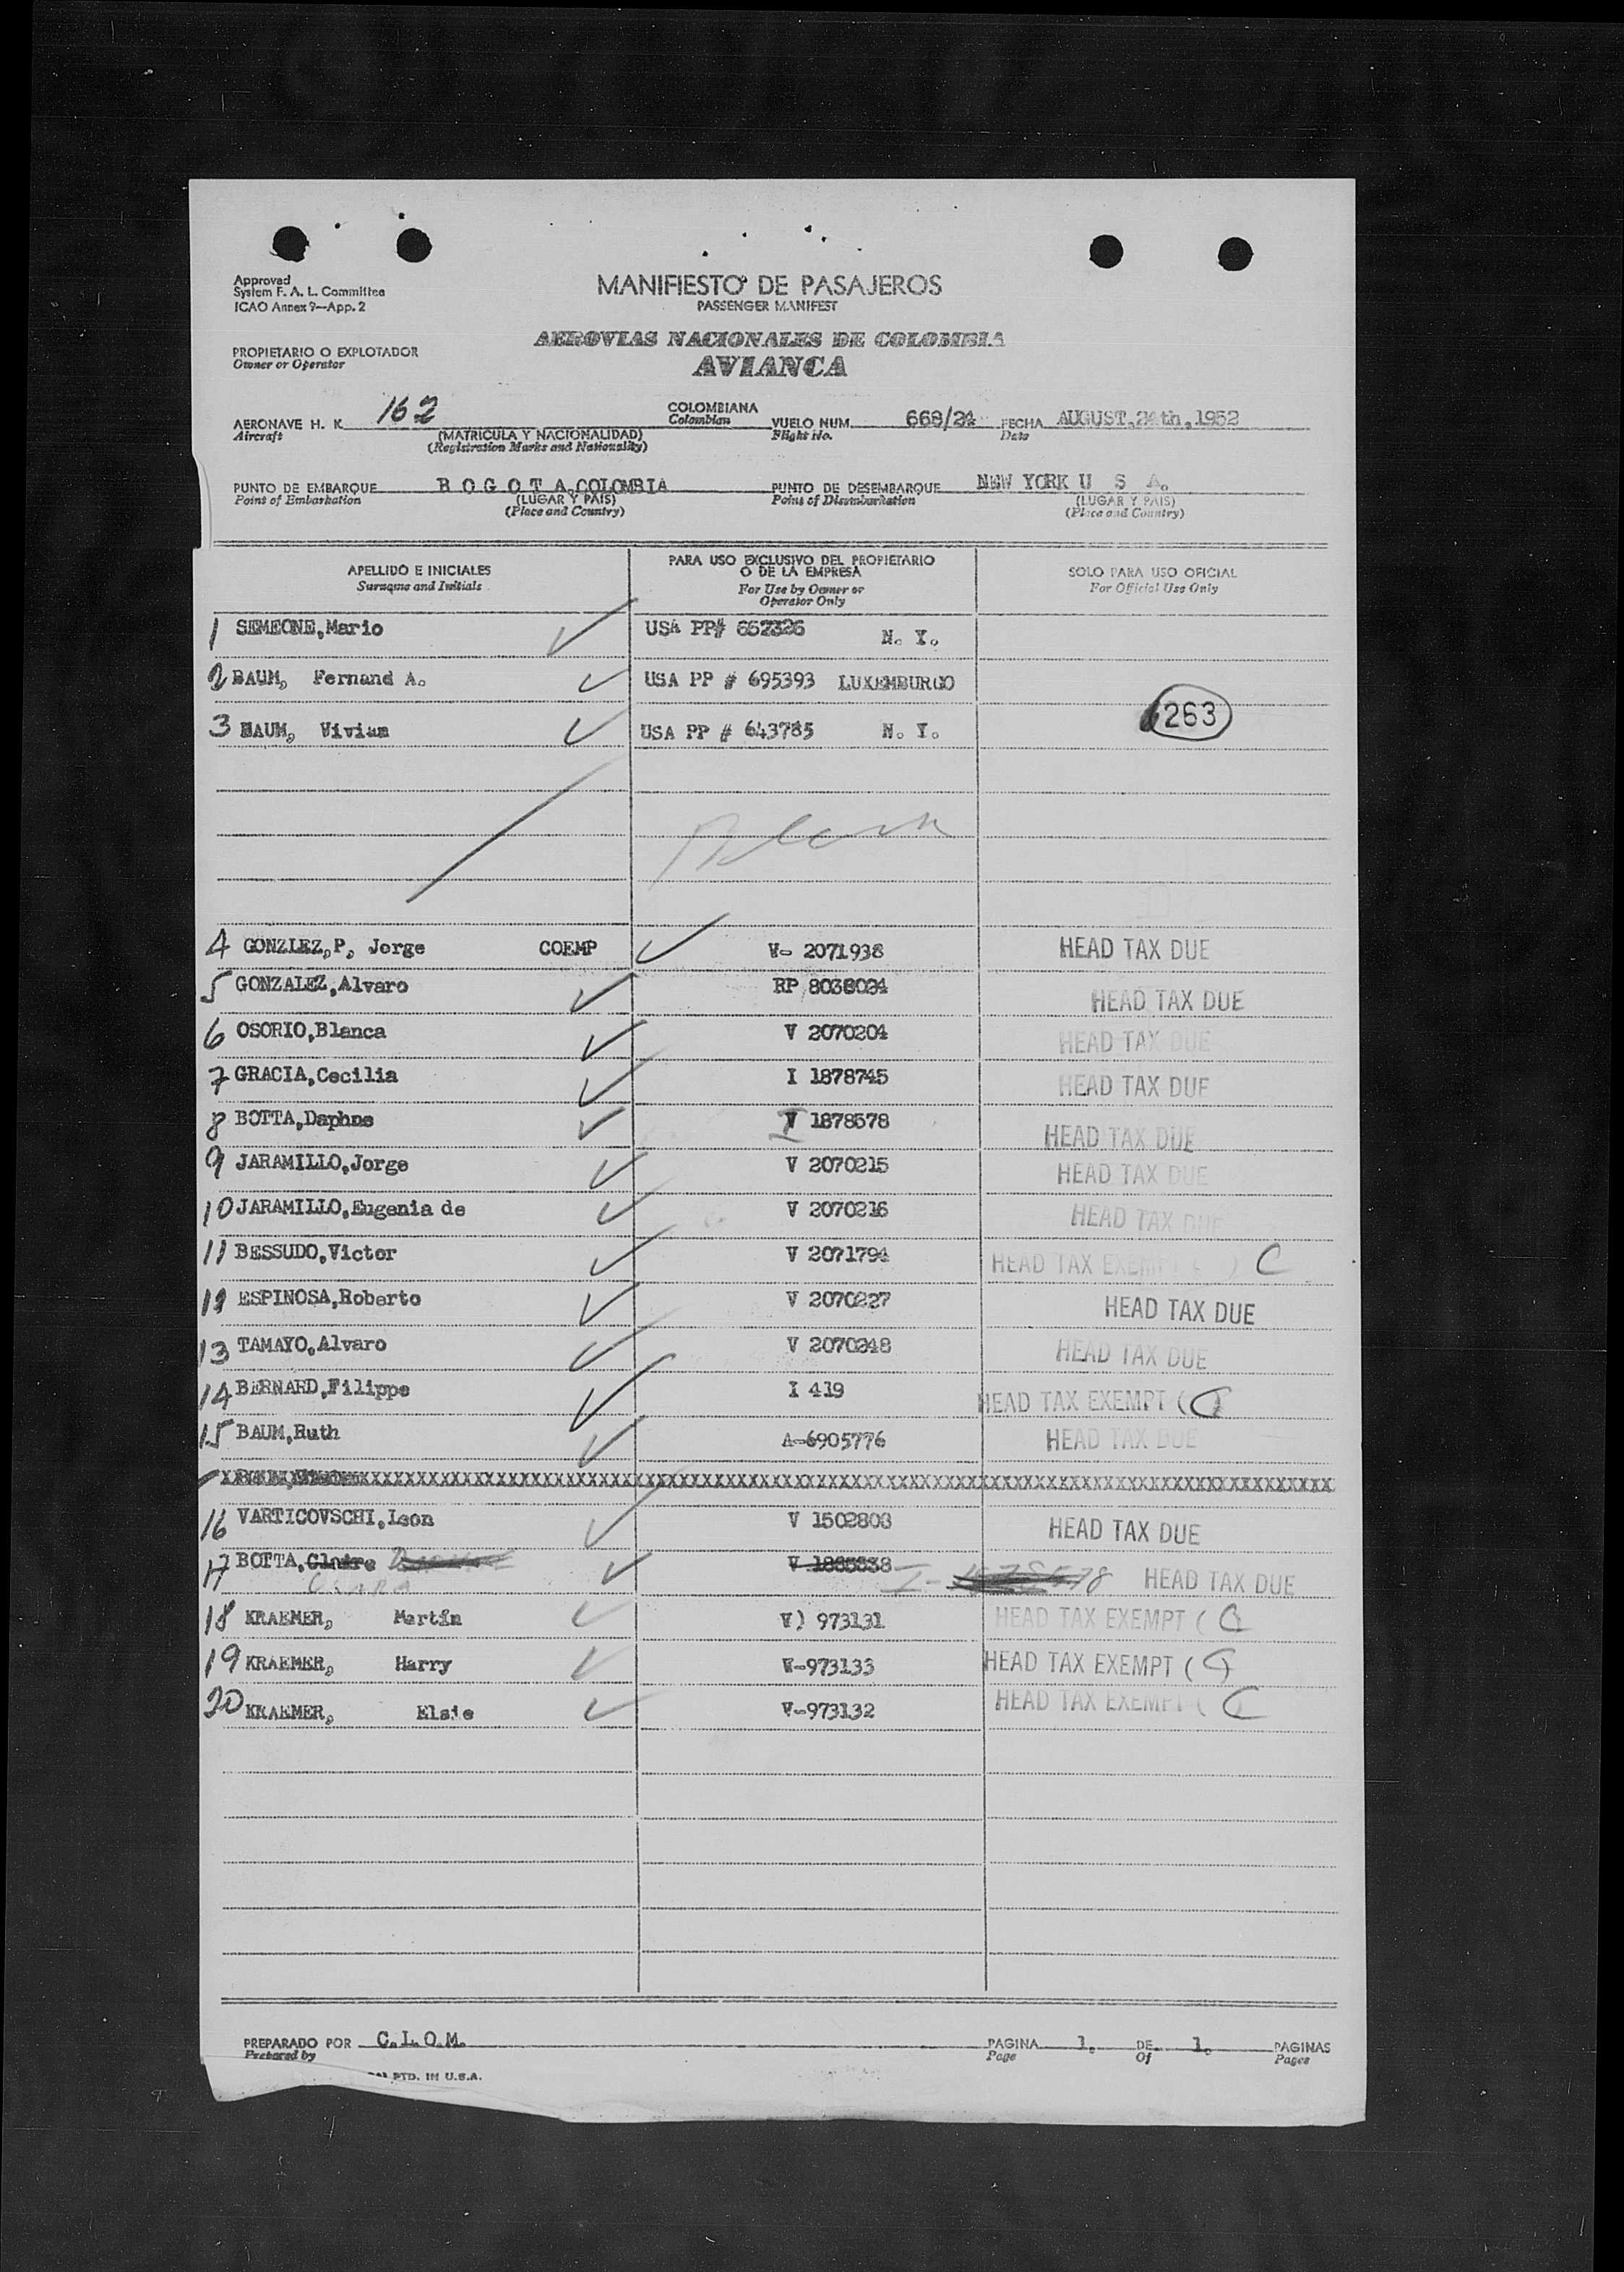 Approved
System F. A. L. Committee
ICAO Annex 9—App. 2
MANIFIESTO DE PASAJEROS
PASSENGER MANIFEST
AEROVIAS NACIONALES DE COLOMBIA
AVIANCA
PROPIETARIO O EXPLOTADOR
Owner or Operator
AERONAVE H. K. 162 COLOMBIANA VUELO NUM. 668/24 FECHA AUGUST,24th,1952
Aircraft (MATRICULA Y NACIONALIDAD) Colombian Flight No. Date
(Registration Marks and Nationality)
PUNTO DE EMBARQUE B O G O T A,COLOMBIA PUNTO DE DESEMBARQUE NEW YORK U S A.
Point of Embarkation (LUGAR Y PAIS) Point of Disembarkation (LUGAR Y PAIS)
(Place and Country) (Place and Country)
APELLIDO E INICIALES
Surname and Initials
PARA USO EXCLUSIVO DEL PROPIETARIO
O DE LA EMPRESA
For Use by Owner or
Operator Only
SOLO PARA USO OFICIAL
For Official Use Only
1 SEMEONE,Mario USA PP# 652326 N. Y.
2 BAUM, Fernand A. USA PP # 695393 LUXEMBURGO
263
3 BAUM, Vivian USA PP # 643785 N. Y.
4 GONZLEZ,P, Jorge COEMP V- 2071938 HEAD TAX DUE
5 GONZALEZ,Alvaro RP 8038024 HEAD TAX DUE
6 OSORIO,Blanca V 2070204 HEAD TAX DUE
7 GRACIA,Cecilia I 1878745 HEAD TAX DUE
8 BOTTA,Daphne I 1878578 HEAD TAX DUE
9 JARAMILLO,Jorge V 2070215 HEAD TAX DUE
10 JARAMILLO,Eugenia de V 2070216 HEAD TAX DUE
11 BESSUDO,Victor V 2071794 HEAD TAX EXEMPT ( C
12 ESPINOSA,Roberto V 2070227 HEAD TAX DUE
13 TAMAYO,Alvaro V 2070248 HEAD TAX DUE
14 BERNARD,Filippe I 419 HEAD TAX EXEMPT ( C
15 BAUM,Ruth A-6905776 HEAD TAX DUE
16 VARTICOVSCHI,Leon V 1502803 HEAD TAX DUE
17 BOTTA,Claire V 1885538 I- HEAD TAX DUE
CLARA
18 KRAEMER, Martín V) 973131 HEAD TAX EXEMPT ( C
19 KRAEMER, Harry V-973133 HEAD TAX EXEMPT ( C
20 KRAEMER, Elsie V-973132 HEAD TAX EXEMPT ( C
PREPARADO POR C.L.O.M. PAGINA 1. DE 1. PAGINAS
Prepared by Page Of Pages
PTD. IN U.S.A.